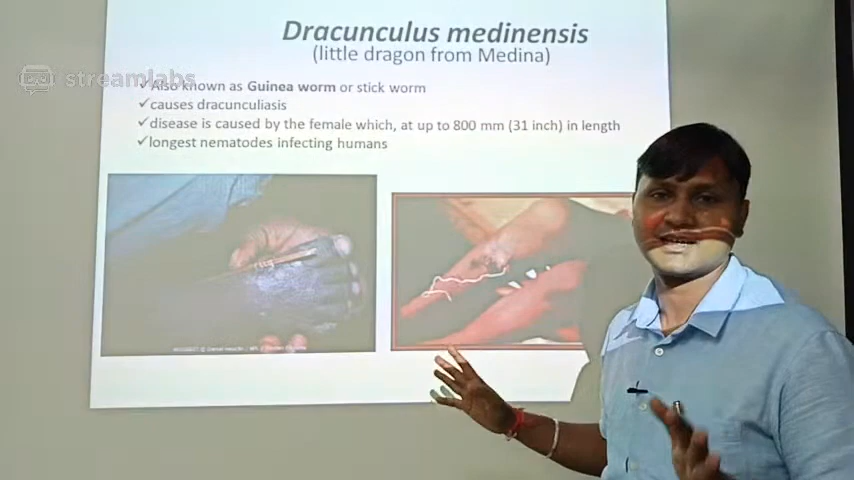 Dracunculus medinensis
(little dragon from Medina)
streamlabs
✓Also known as Guinea worm or stick worm
✓causes dracunculiasis
✓disease is caused by the female which, at up to 800 mm (31 inch) in length
✓longest nematodes infecting humans